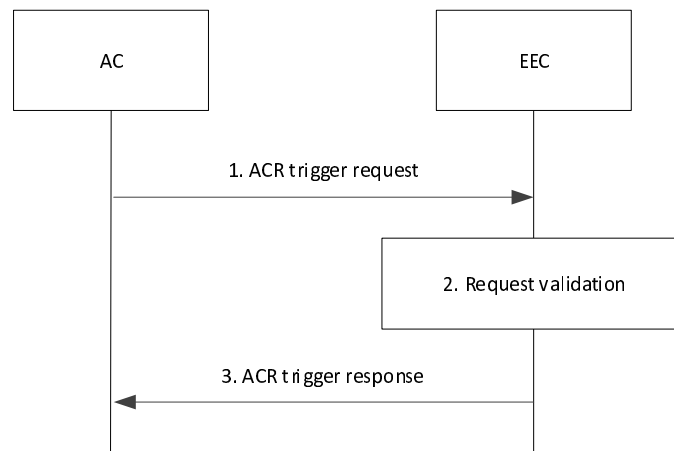 AC
EEC
1. ACR trigger request
2. Request validation
3. ACR trigger response